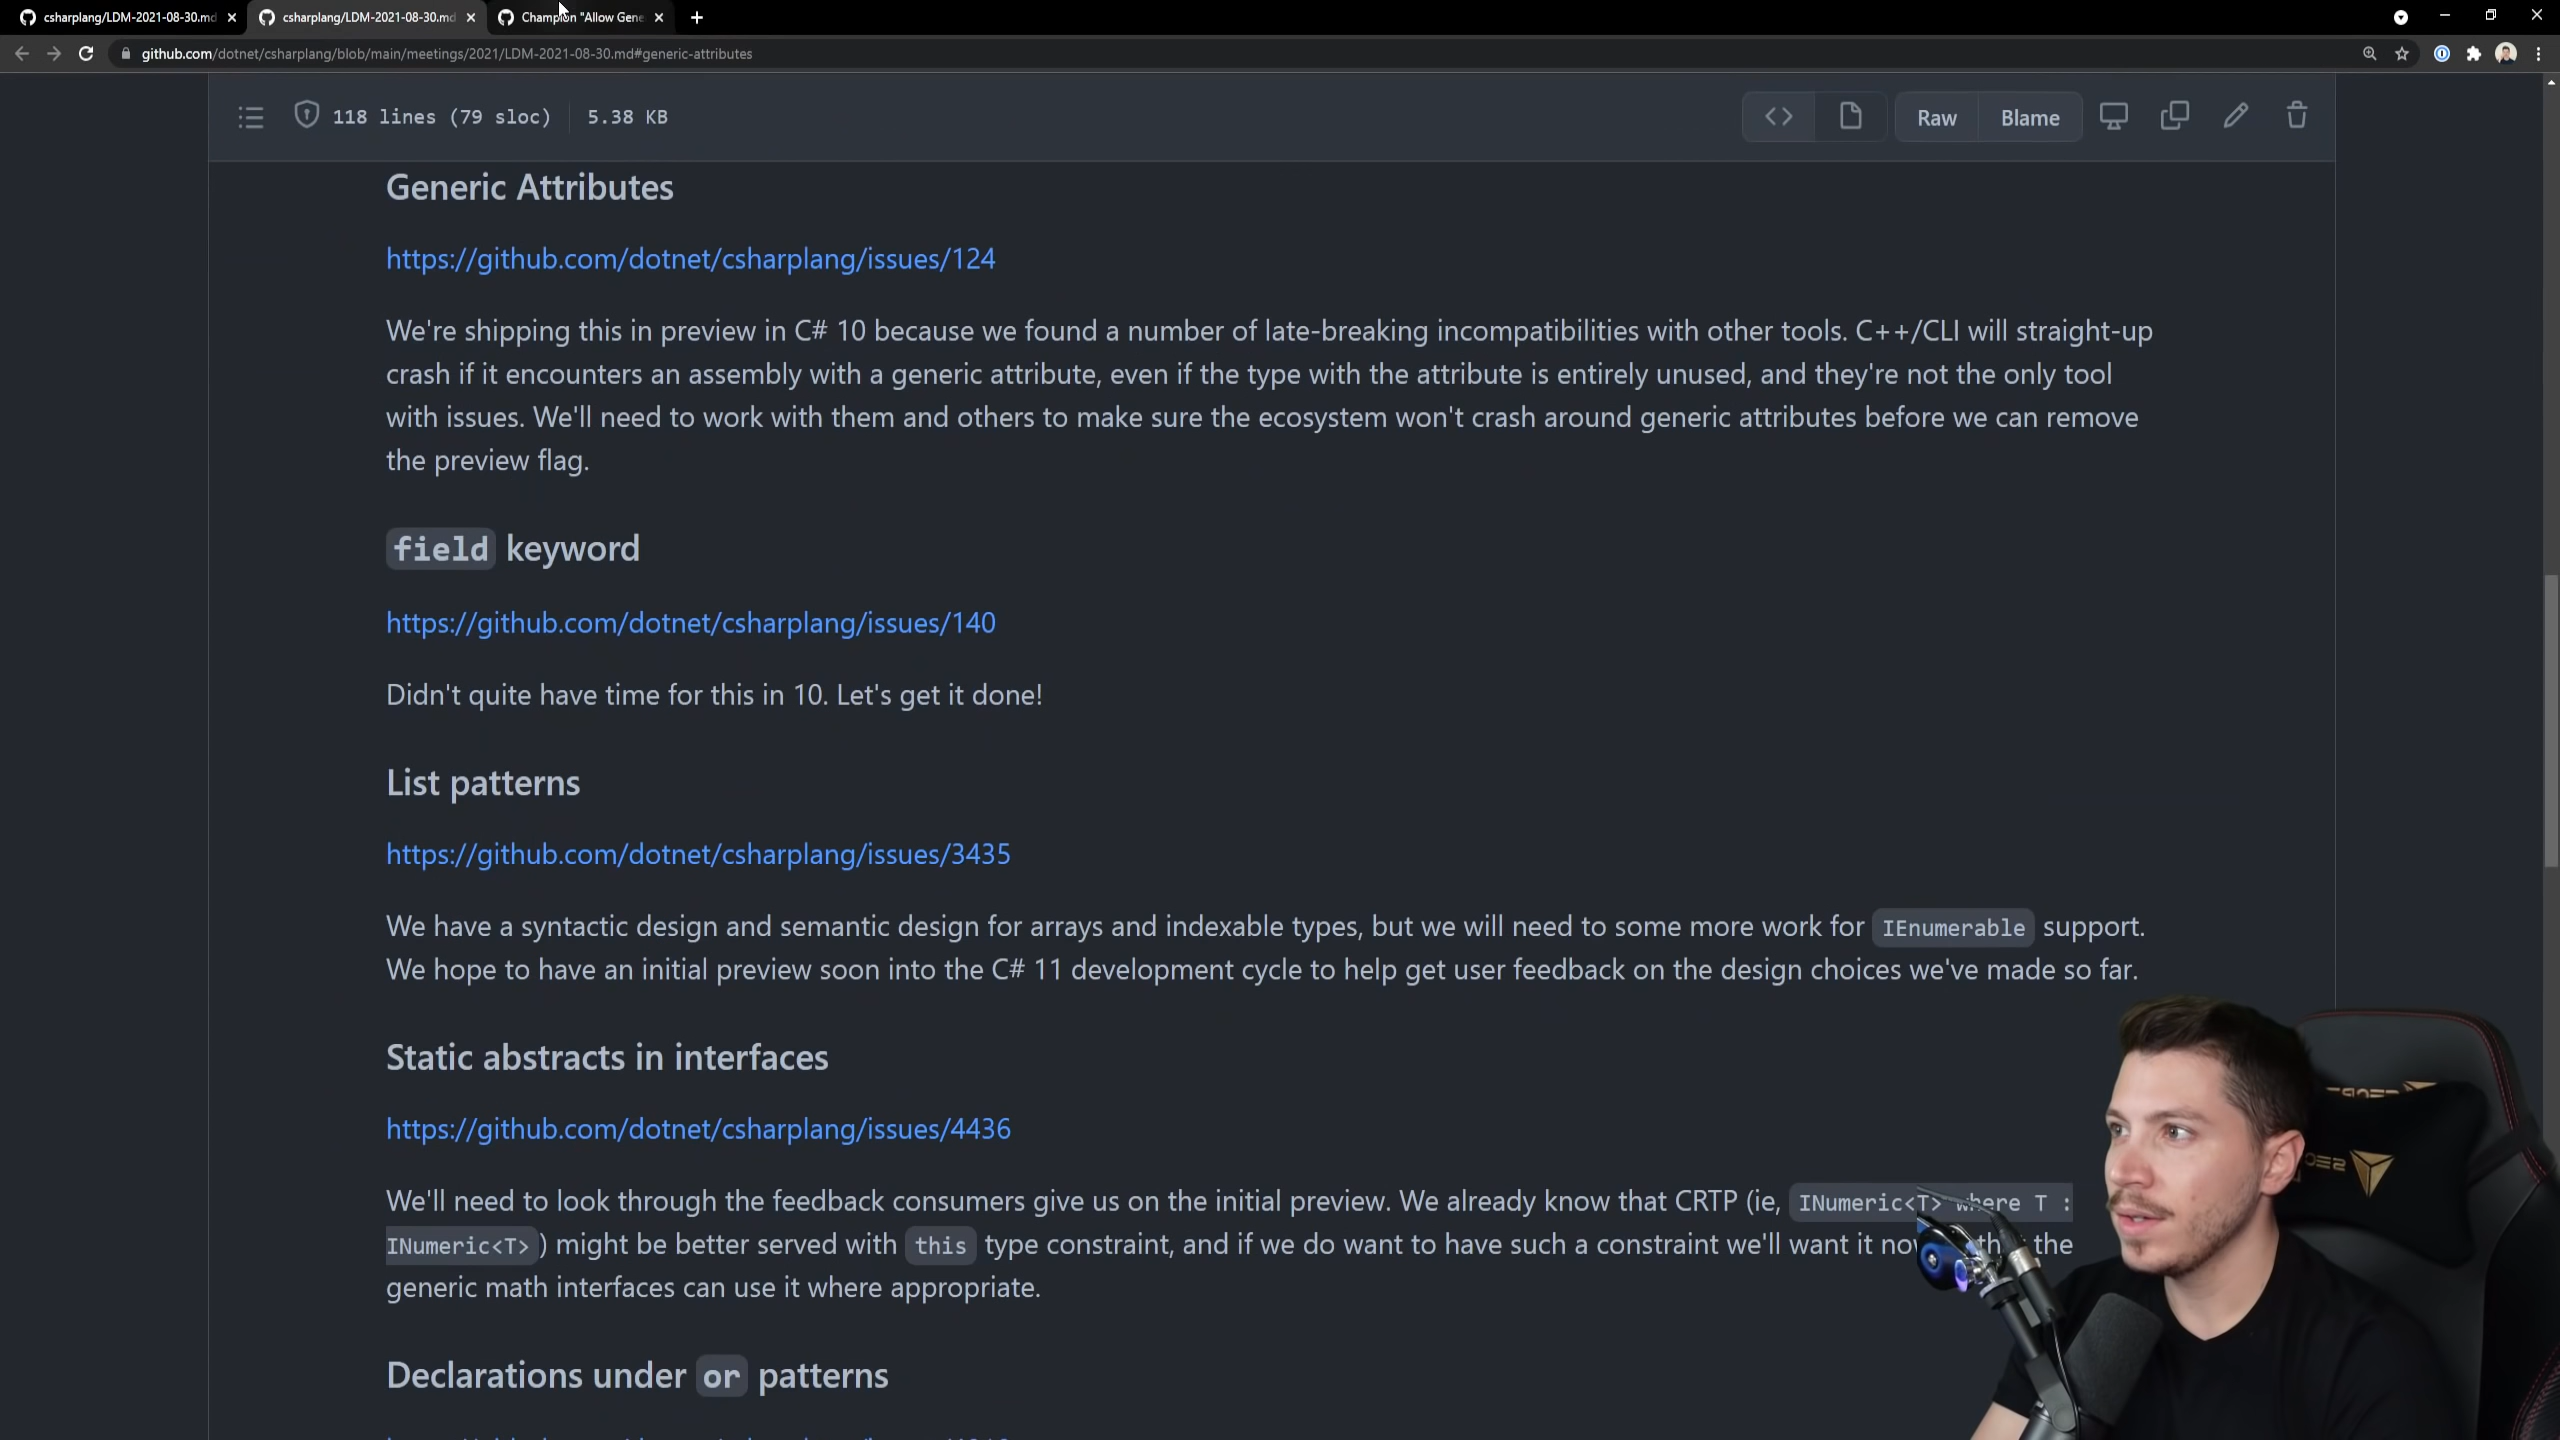 csharplang/LDM-2021-08-30.md
csharplang/LDM-2021-08-30.md
Champion "Allow Gene
github.com/dotnet/csharplang/blob/main/meetings/2021/LDM-2021-08-30.md#generic-attributes
118 lines (79 sloc) 5.38 KB
Raw Blame
Generic Attributes
https://github.com/dotnet/csharplang/issues/124
We're shipping this in preview in C# 10 because we found a number of late-breaking incompatibilities with other tools. C++/CLI will straight-up
crash if it encounters an assembly with a generic attribute, even if the type with the attribute is entirely unused, and they're not the only tool
with issues. We'll need to work with them and others to make sure the ecosystem won't crash around generic attributes before we can remove
the preview flag.
field keyword
https://github.com/dotnet/csharplang/issues/140
Didn't quite have time for this in 10. Let's get it done!
List patterns
https://github.com/dotnet/csharplang/issues/3435
We have a syntactic design and semantic design for arrays and indexable types, but we will need to some more work for IEnumerable support.
We hope to have an initial preview soon into the C# 11 development cycle to help get user feedback on the design choices we've made so far.
Static abstracts in interfaces
https://github.com/dotnet/csharplang/issues/4436
We'll need to look through the feedback consumers give us on the initial preview. We already know that CRTP (ie, INumeric<T> where T :
INumeric<T>) might be better served with this type constraint, and if we do want to have such a constraint we'll want it the
generic math interfaces can use it where appropriate.
Declarations under or patterns